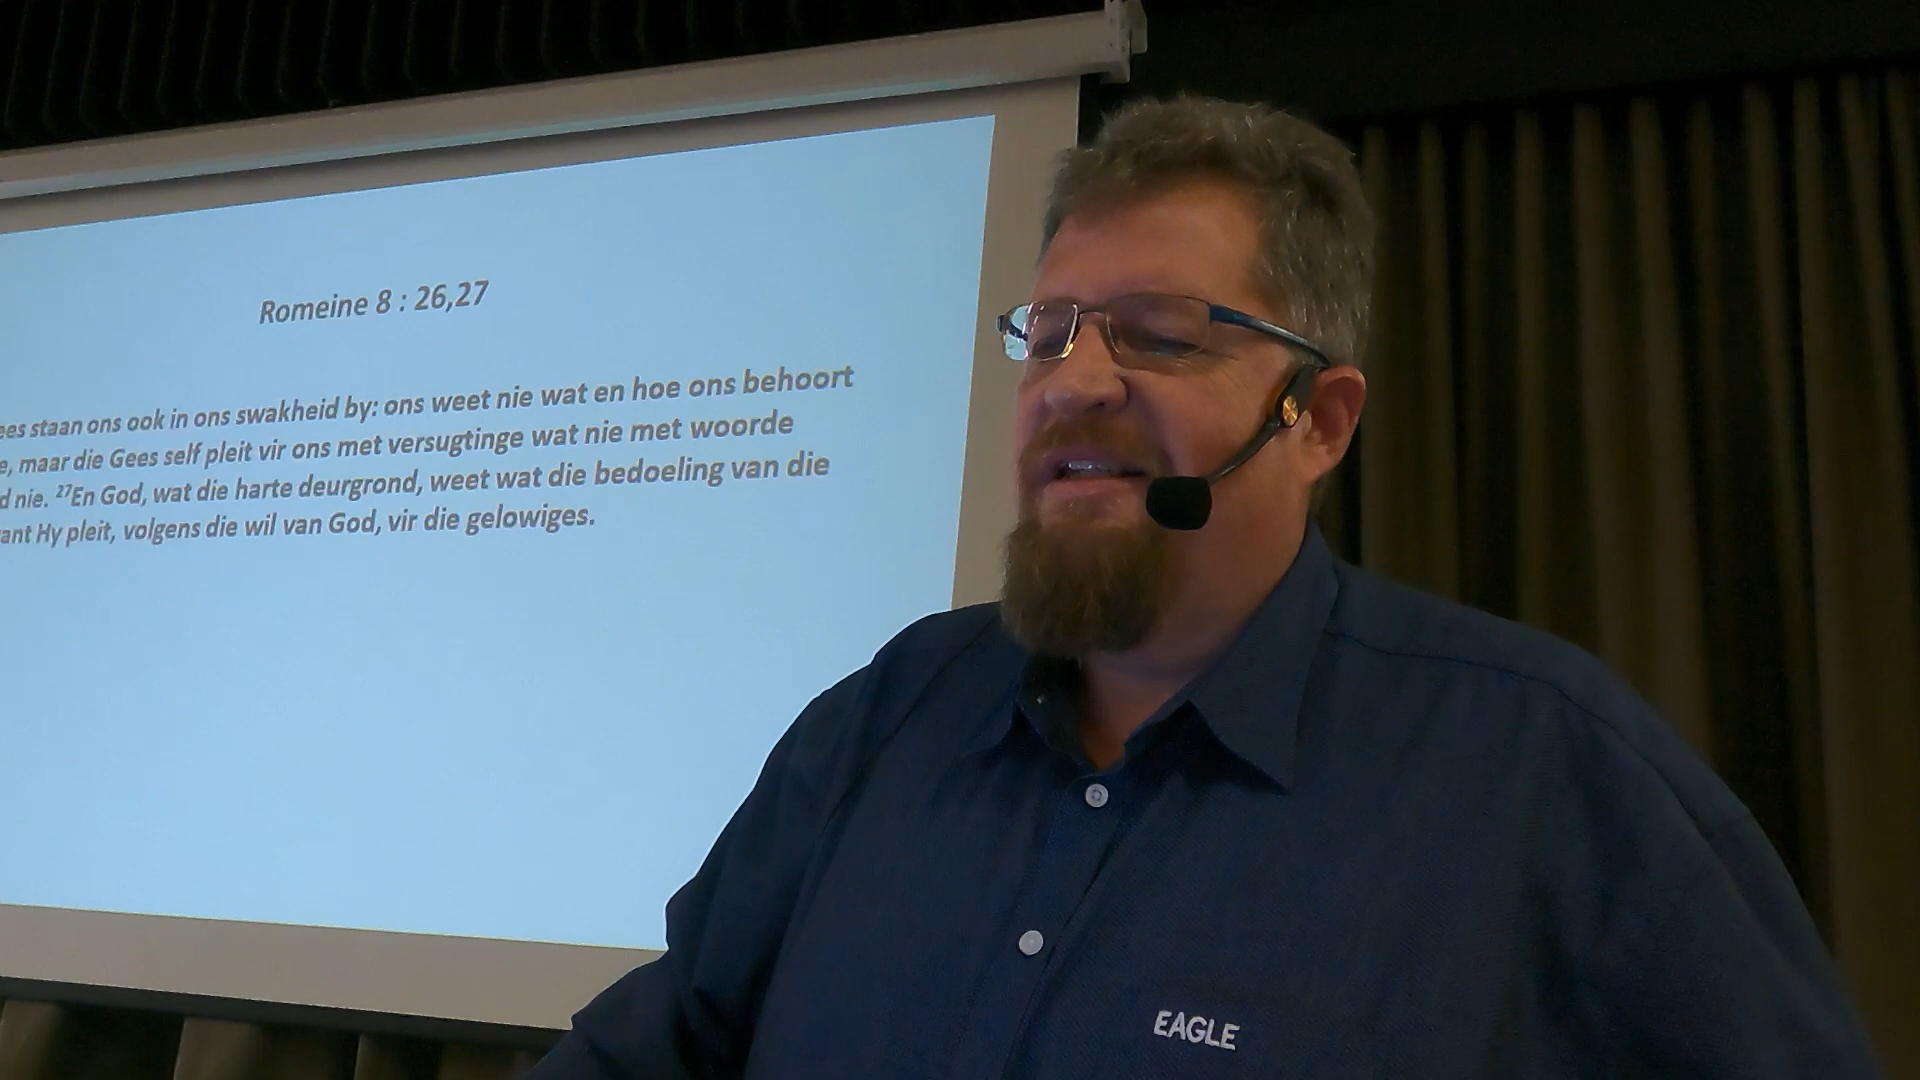 Romeine 8 : 26,27
ees staan ons ook in ons swakheid by: ons weet nie wat en hoe ons behoort
e, maar die Gees self pleit vir ons met versugtinge wat nie met woorde
d nie. ²⁷En God, wat die harte deurgrond, weet wat die bedoeling van die
ant Hy pleit, volgens die wil van God, vir die gelowiges.
EAGLE